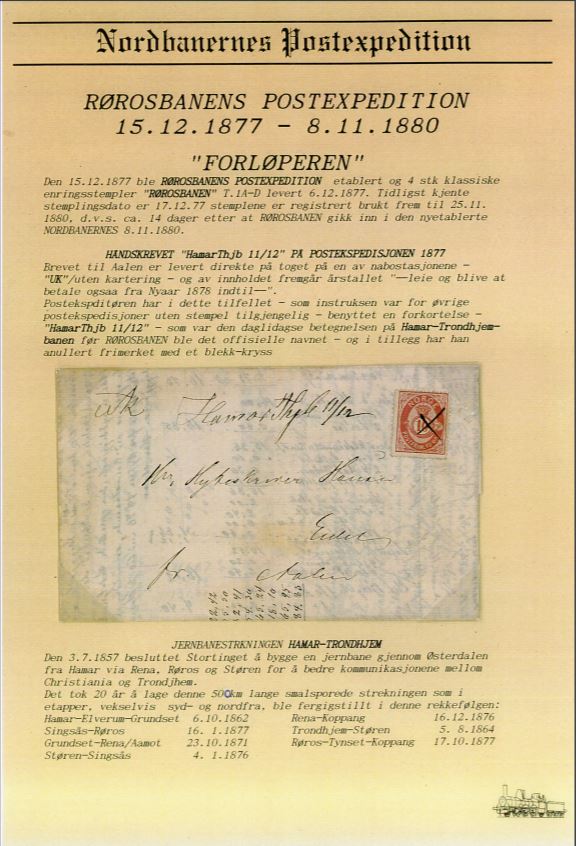 Nordbanernes Postexpedition
RØROSBANENS POSTEXPEDITION
15.12.1877 - 8.11.1880
"FORLØPEREN"
Den 15.12.1877 ble RØROSBANENS POSTEXPEDITION etablert og 4 stk klassiske
enringsstempler "RØROSBANEN" T.1A-D levert 6.12.1877. Tidligst kjente
stemplingsdato er 17.12.77 stemplene er registrert brukt frem til 25.11.
1880, d.v.s. ca. 14 dager etter at RØROSBANEN gikk inn i den nyetablerte
NORDBANERNES 8.11.1880.
HÅNDSKREVET "HamarThjb 11/12" PÅ POSTEKSPEDISJONEN 1877
Brevet til Aalen er levert direkte på toget på en av nabostasjonene -
"UK"/uten kartering - og av innholdet fremgår årstallet "--leie og blive at
betale ogsaa fra Nyaar 1878 indtil--".
Postekspditøren har i dette tilfellet - som instruksen var for øvrige
postekspedisjoner uten stempel tilgjengelig - benyttet en forkortelse -
"HamarThjb 11/12" - som var den daglidagse betegnelsen på Hamar-Trondhjem-
banen før RØROSBANEN ble det offisielle navnet - og i tillegg har han
anullert frimerket med et blekk-kryss
UK HamarThjb 11/12
NORGE
Hr.
Eidet
fr. Aalen
JERNBANESTRKNINGEN HAMAR-TRONDHJEM
Den 3.7.1857 besluttet Stortinget å bygge en jernbane gjennom Østerdalen
fra Hamar via Rena, Røros og Støren for å bedre kommunikasjonene mellom
Christiania og Trondjhem.
Det tok 20 år å lage denne 500km lange smalsporede strekningen som i
etapper, vekselvis syd- og nordfra, ble fergigstillt i denne rekkefølgen:
Hamar-Elverum-Grundset 6.10.1862 Rena-Koppang 16.12.1876
Singsås-Røros 16. 1.1877 Trondhjem-Støren 5. 8.1864
Grundset-Rena/Aamot 23.10.1871 Røros-Tynset-Koppang 17.10.1877
Støren-Singsås 4. 1.1876